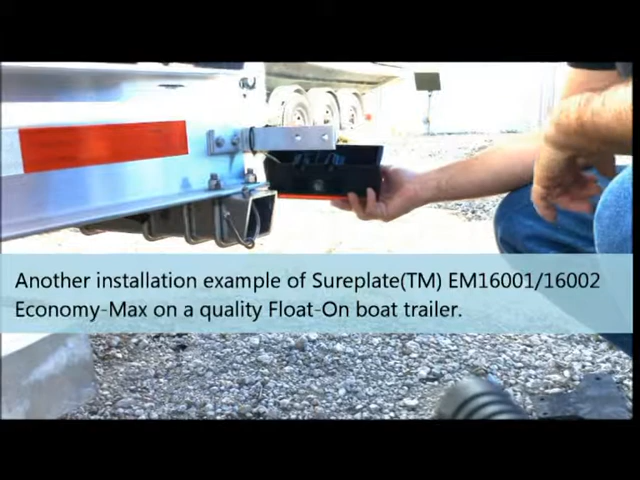 Another installation example of Sureplate(TM) EM16001/16002
Economy-Max on a quality Float-On boat trailer.